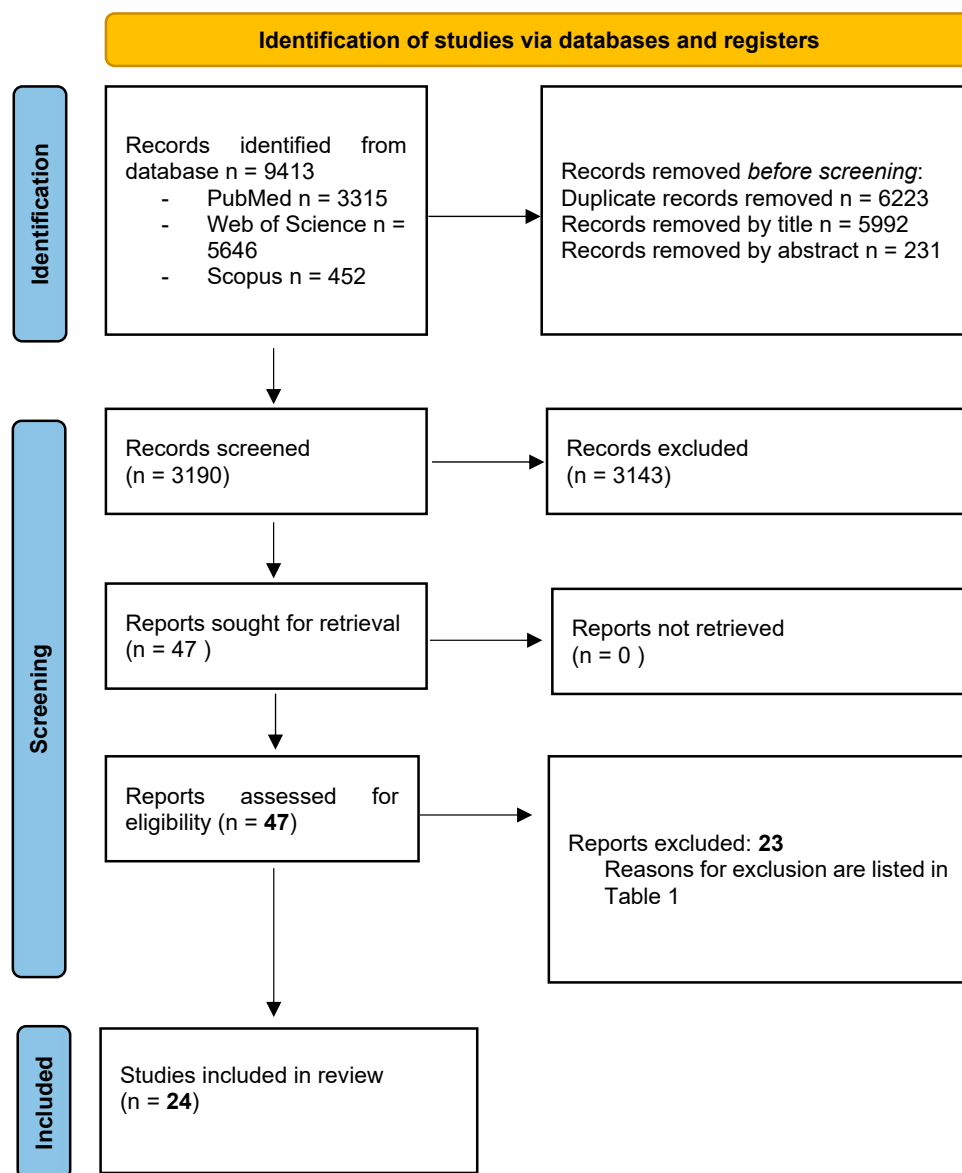 Identification of studies via databases and registers
Identification
Records identified from
database n = 9413
- PubMed n = 3315
- Web of Science n =
5646
- Scopus n = 452
Records removed before screening:
Duplicate records removed n = 6223
Records removed by title n = 5992
Records removed by abstract n = 231
Screening
Records screened
(n = 3190)
Records excluded
(n = 3143)
Reports sought for retrieval
(n = 47 )
Reports not retrieved
(n = 0 )
Reports assessed for
eligibility (n = 47)
Reports excluded: 23
Reasons for exclusion are listed in
Table 1
Included
Studies included in review
(n = 24)